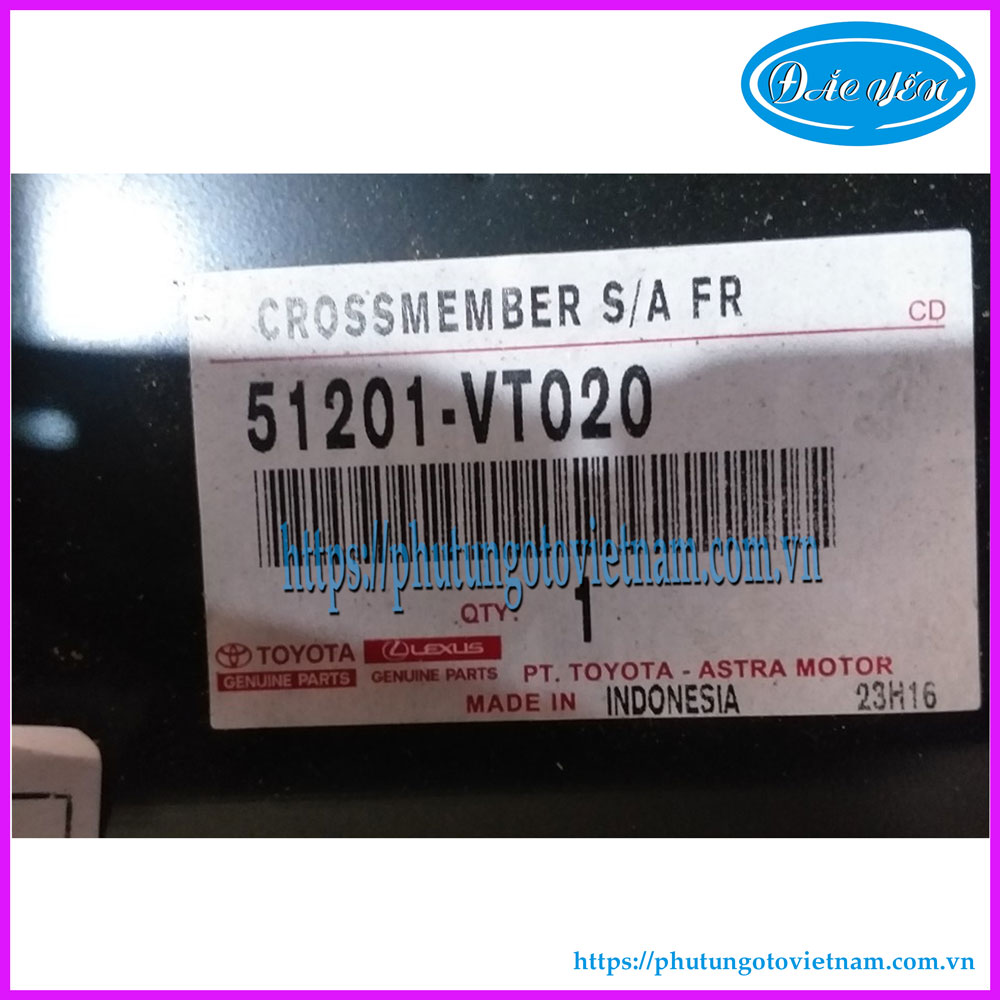 ĐẮC YẾN
CROSSMEMBER S/A FR
CD
51201-VT020
https://phutungotovietnam.com.vn
QTY. 1
TOYOTA
GENUINE PARTS
LEXUS
GENUINE PARTS
PT. TOYOTA - ASTRA MOTOR
MADE IN INDONESIA
23H16
https://phutungotovietnam.com.vn